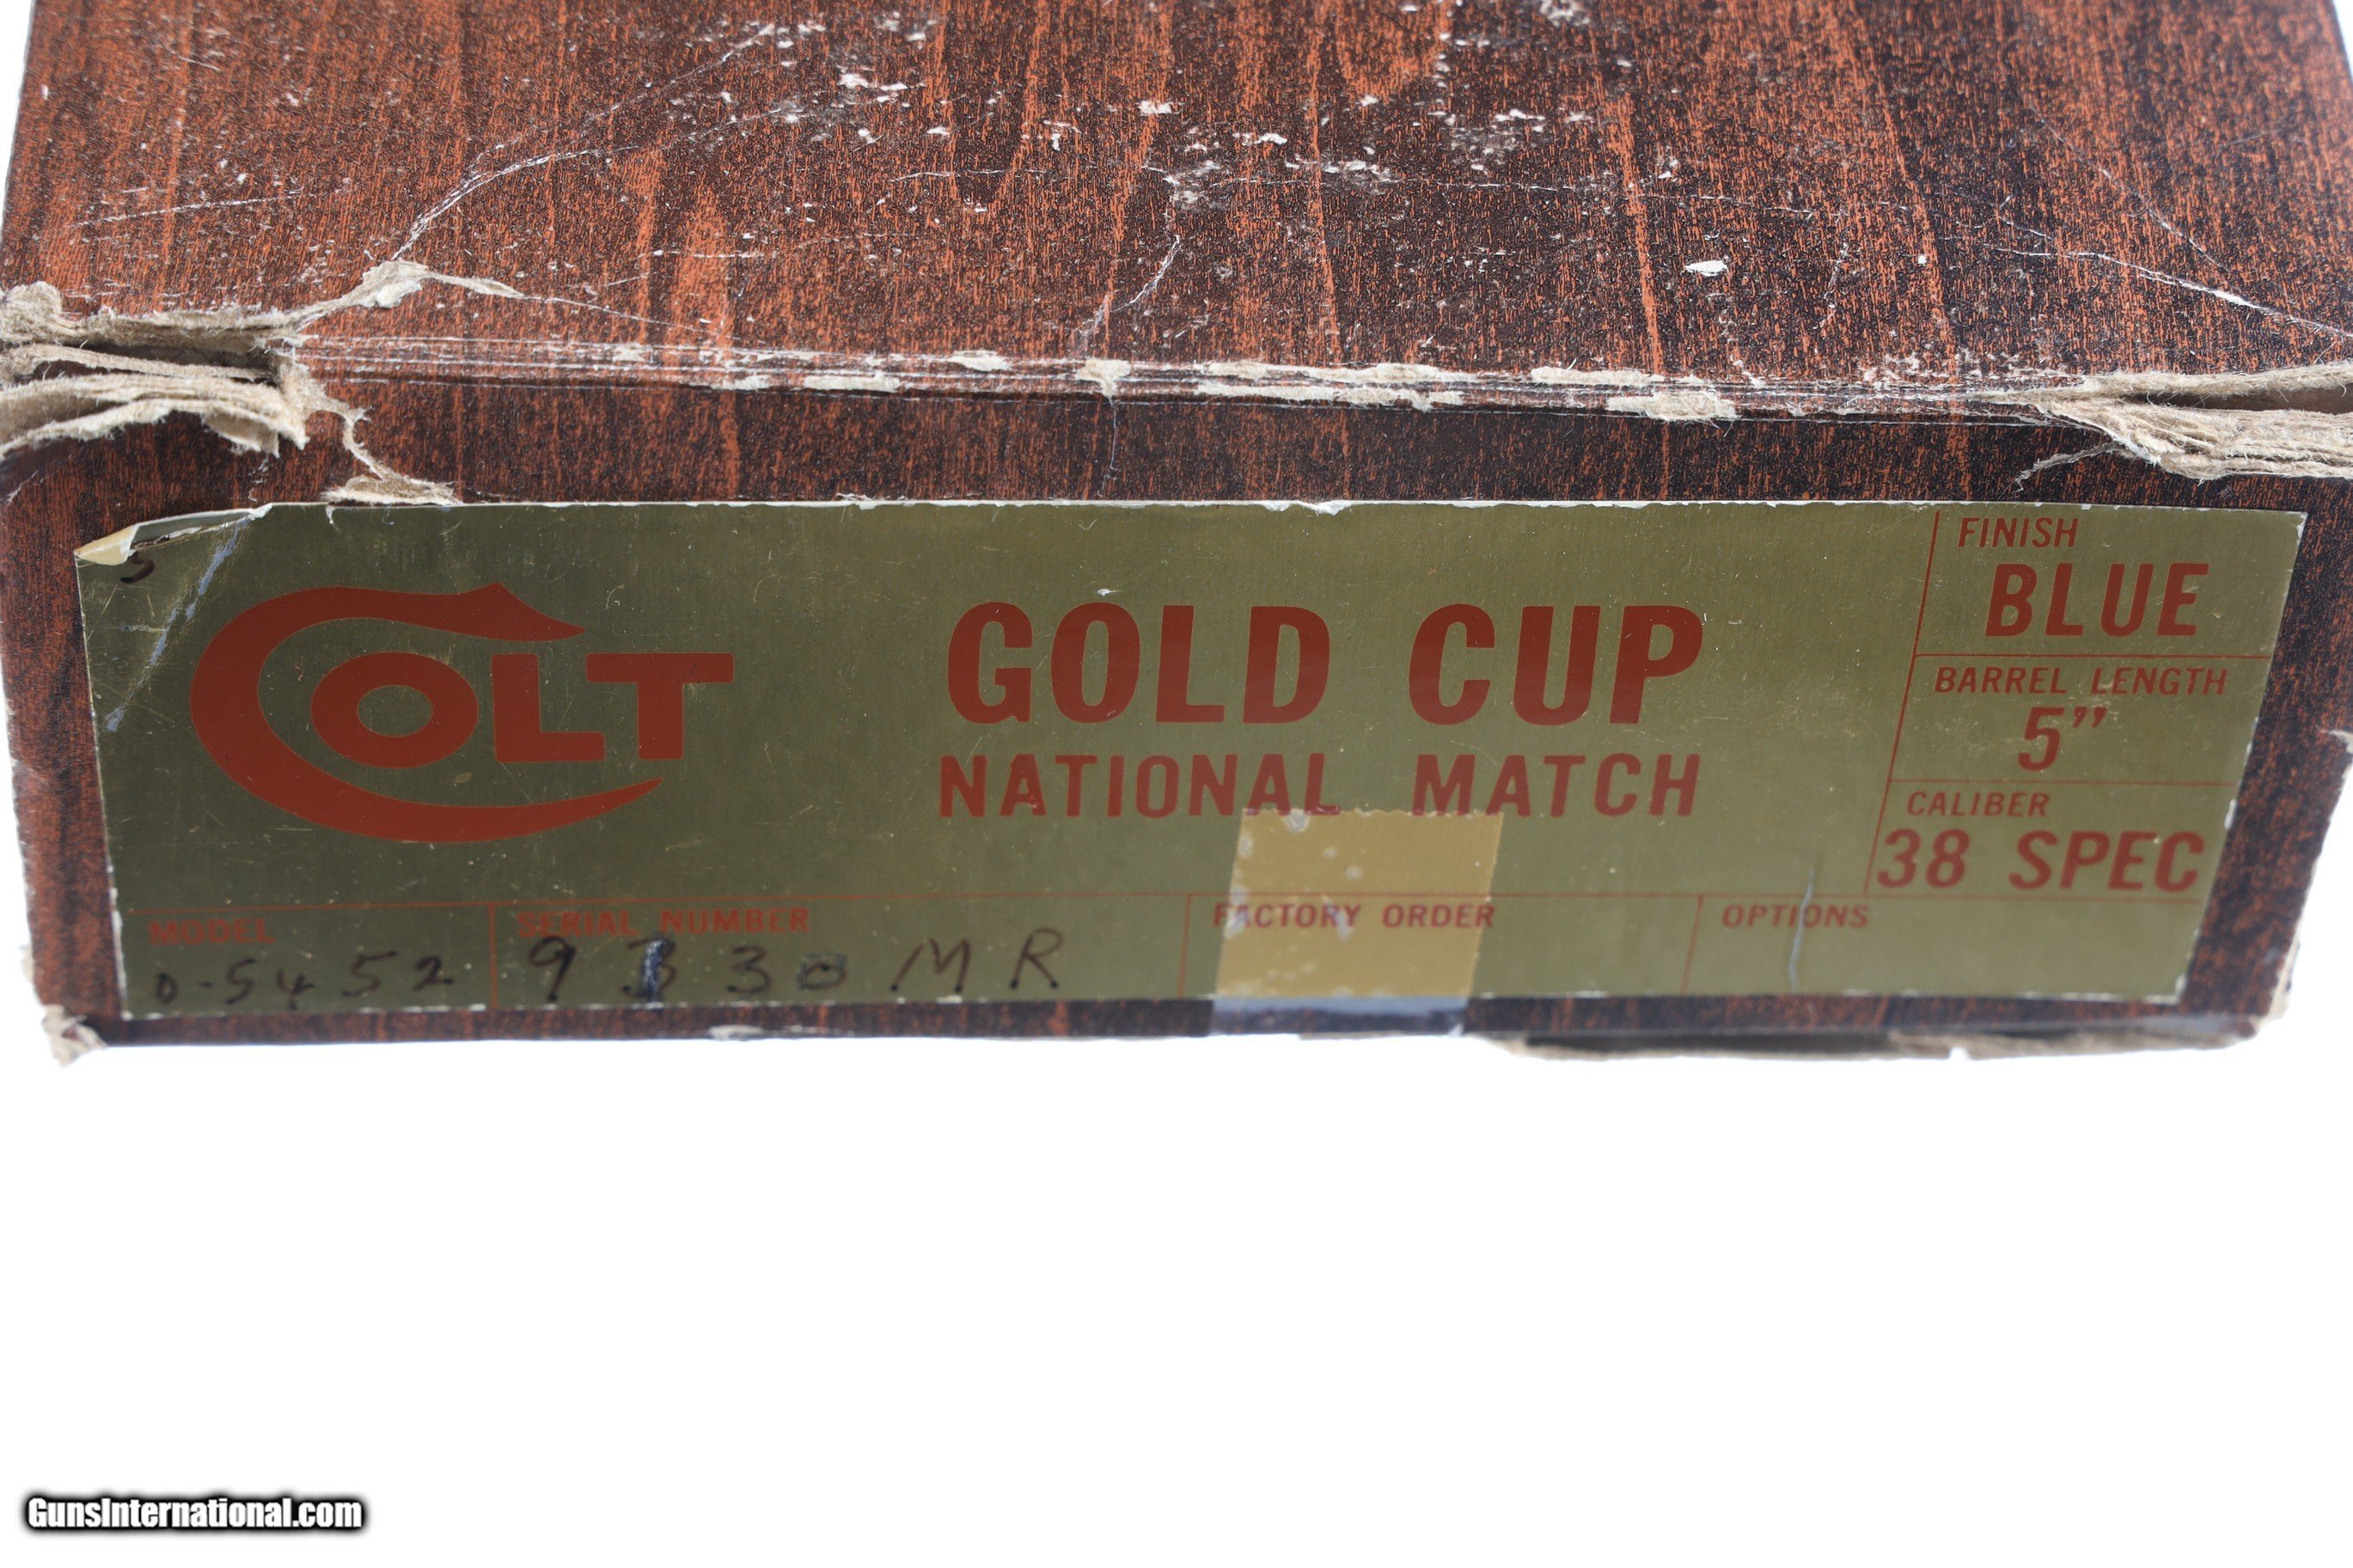 COLT
GOLD CUP
NATIONAL MATCH
FINISH
BLUE
BARREL LENGTH
5”
CALIBER
38 SPEC
MODEL
0-5452
SERIAL NUMBER
9330MR
FACTORY ORDER
OPTIONS
GunsInternational.com